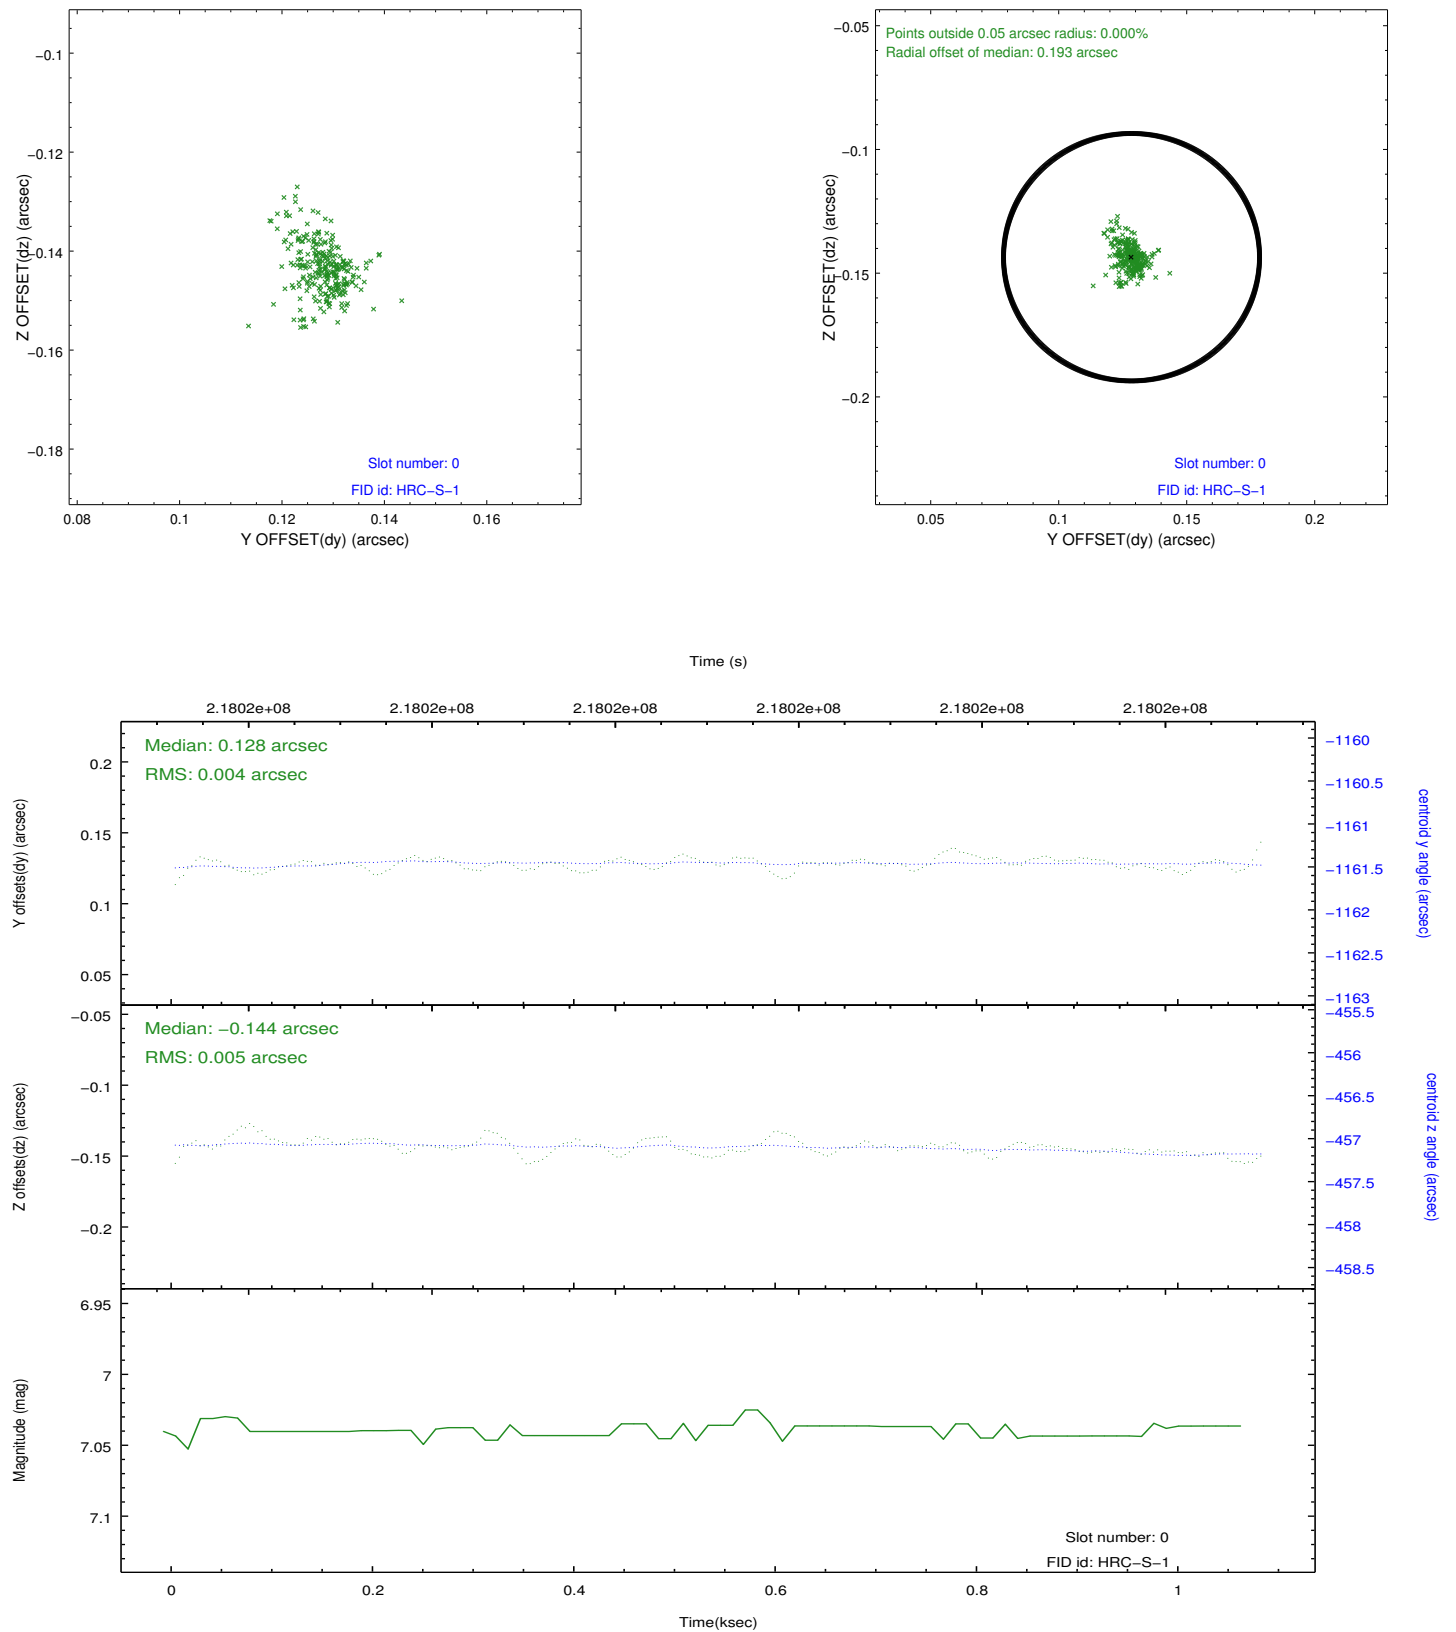 −0.1
−0.12
−0.14
−0.16
−0.18
Z OFFSET(dz) (arcsec)
Slot number: 0
FID id: HRC−S−1
0.08 0.1 0.12 0.14 0.16
Y OFFSET(dy) (arcsec)
Points outside 0.05 arcsec radius: 0.000%
Radial offset of median: 0.193 arcsec
−0.05
−0.1
−0.15
−0.2
Z OFFSET(dz) (arcsec)
Slot number: 0
FID id: HRC−S−1
0.05 0.1 0.15 0.2
Y OFFSET(dy) (arcsec)
Time (s)
2.1802e+08 2.1802e+08 2.1802e+08 2.1802e+08 2.1802e+08 2.1802e+08
Median: 0.128 arcsec
RMS: 0.004 arcsec
0.2
0.15
0.1
0.05
Y offsets(dy) (arcsec)
−1160
−1160.5
−1161
−1161.5
−1162
−1162.5
−1163
centroid y angle (arcsec)
Median: −0.144 arcsec
RMS: 0.005 arcsec
−0.05
−0.1
−0.15
−0.2
Z offsets(dz) (arcsec)
−455.5
−456
−456.5
−457
−457.5
−458
−458.5
centroid z angle (arcsec)
6.95
7
7.05
7.1
Magnitude (mag)
Slot number: 0
FID id: HRC−S−1
0 0.2 0.4 0.6 0.8 1
Time(ksec)